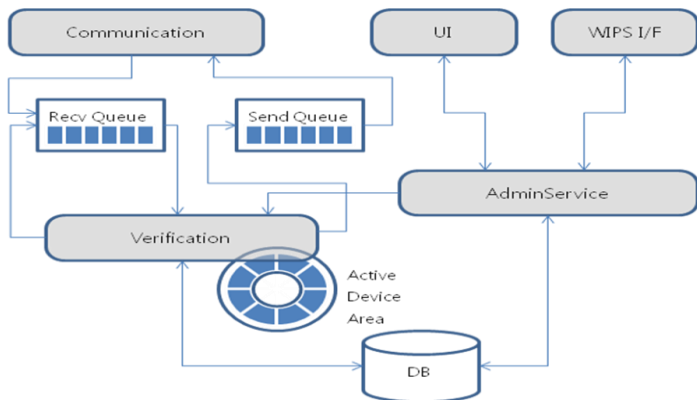 Communication
UI
WIPS I/F
Recv Queue
Send Queue
AdminService
Verification
Active
Device
Area
DB